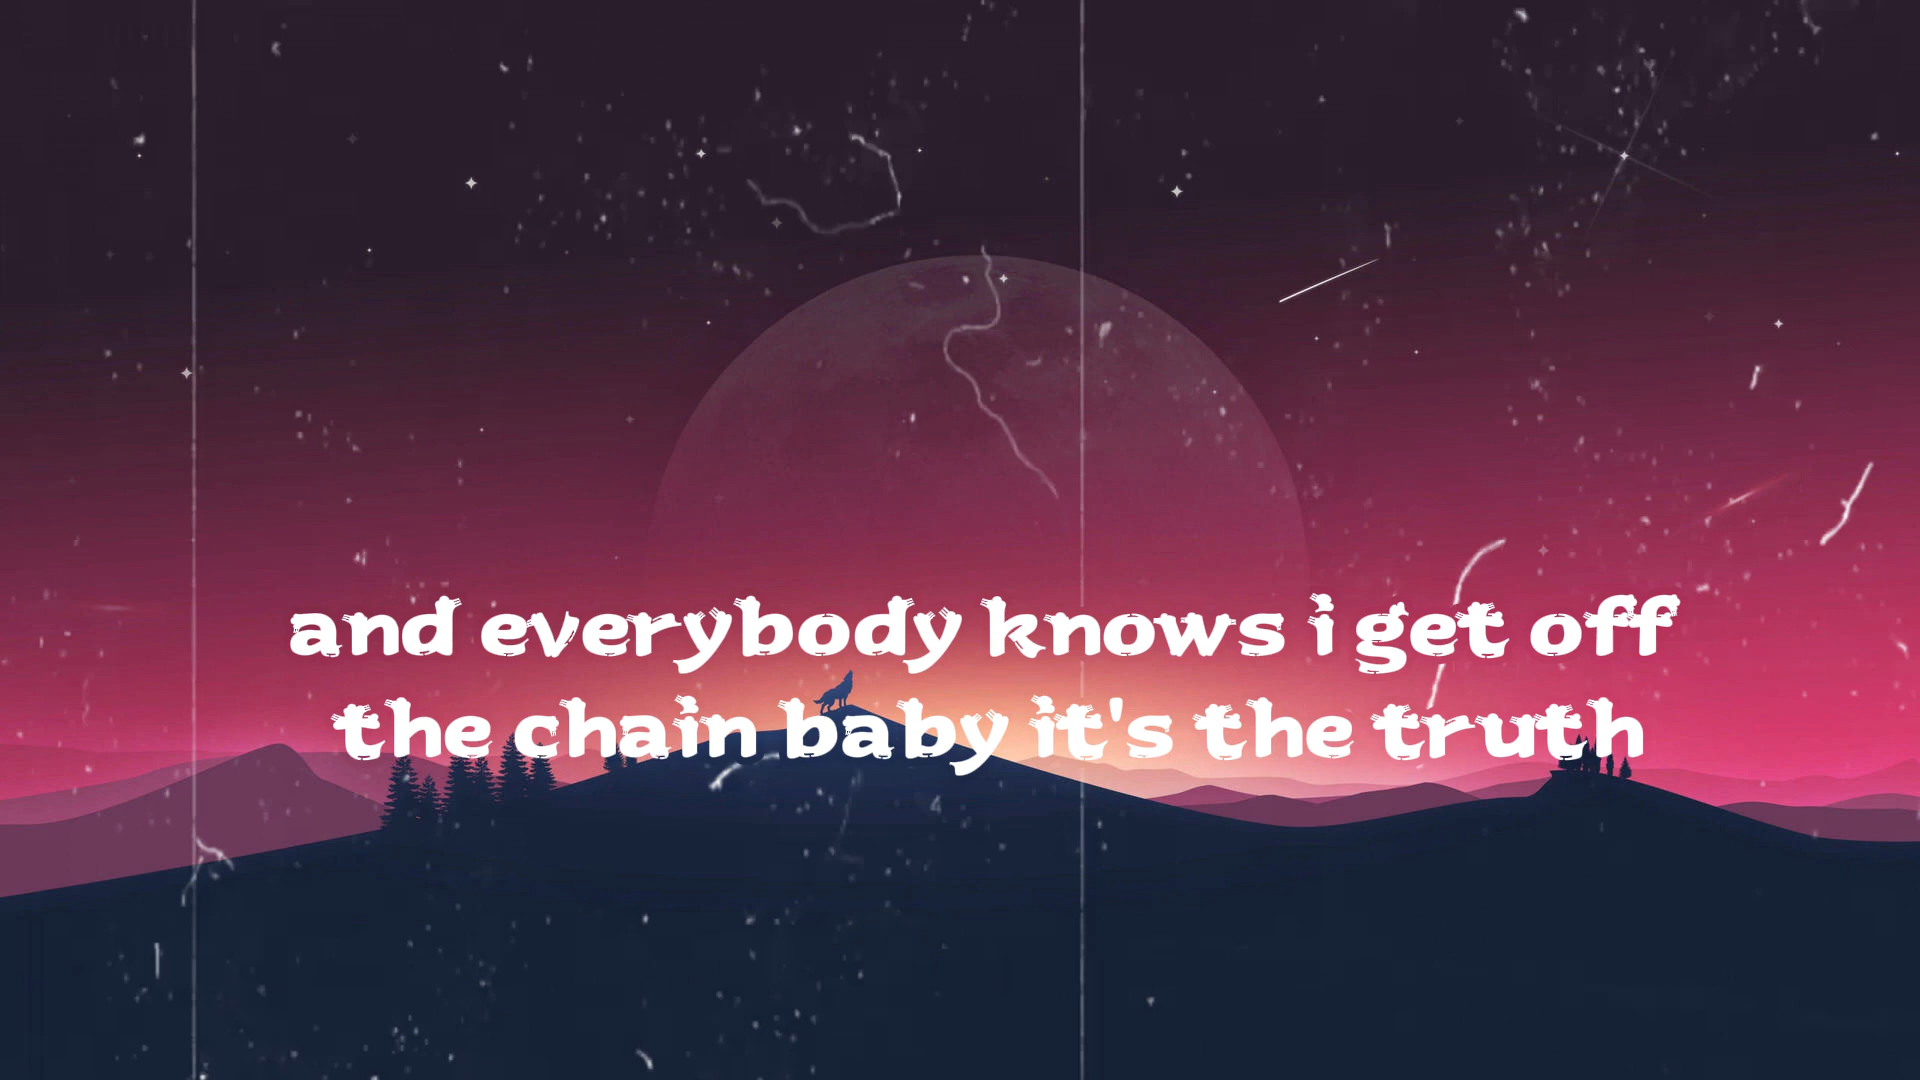 and everybody knows i get off
the chain baby it's the truth